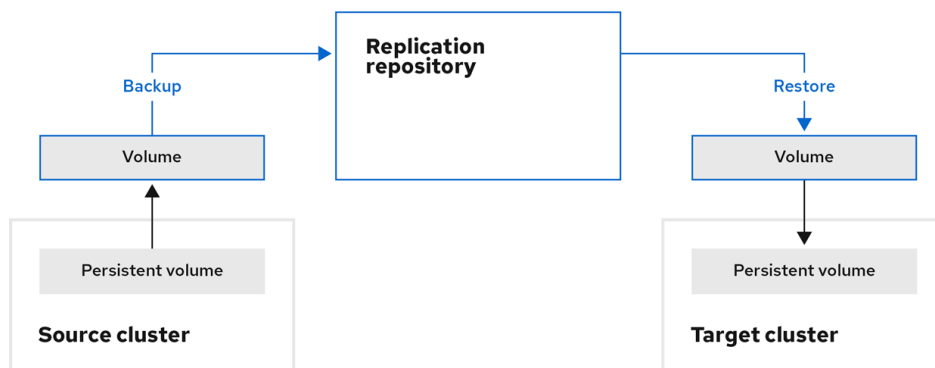 Replication
repository
Backup
Restore
Volume
Volume
Persistent volume
Persistent volume
Source cluster
Target cluster